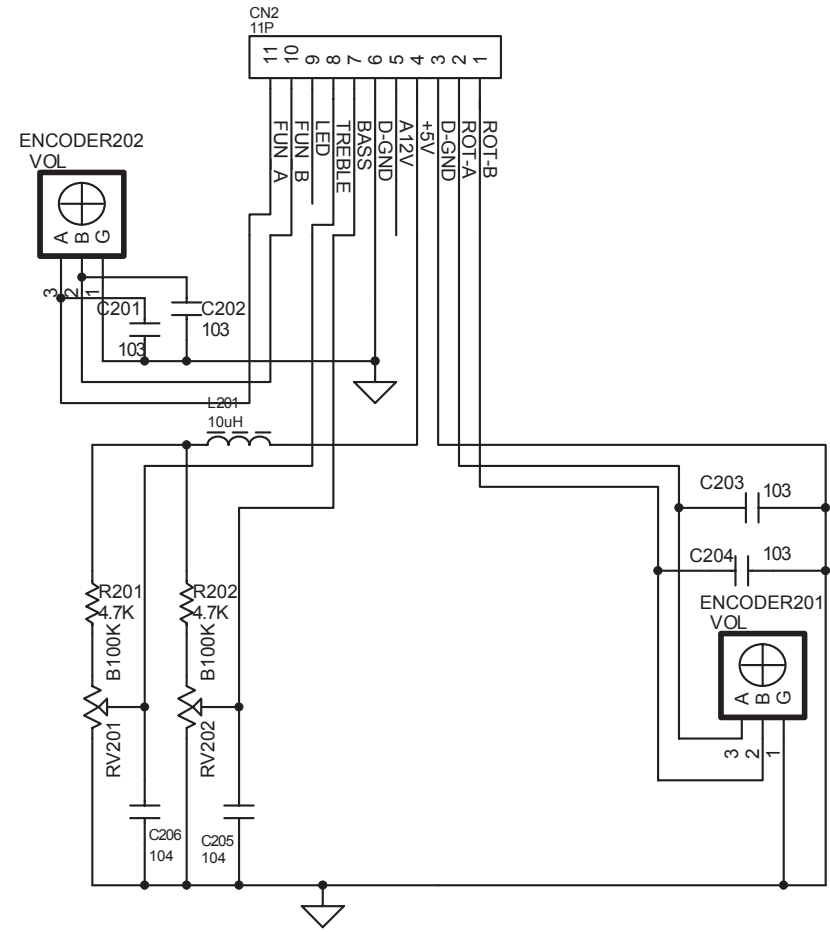 CN2
11P
11 10 9 8 7 6 5 4 3 2 1
FUN A
FUN B
LED
TREBLE
BASS
D-GND
A12V
+5V
D-GND
ROT-A
ROT-B
ENCODER202
VOL
A B G
3 2 1
C201
103
C202
103
L201
10uH
R201
4.7K
B100K
RV201
R202
4.7K
B100K
RV202
C206
104
C205
104
C203
103
C204
103
ENCODER201
VOL
A B G
3 2 1